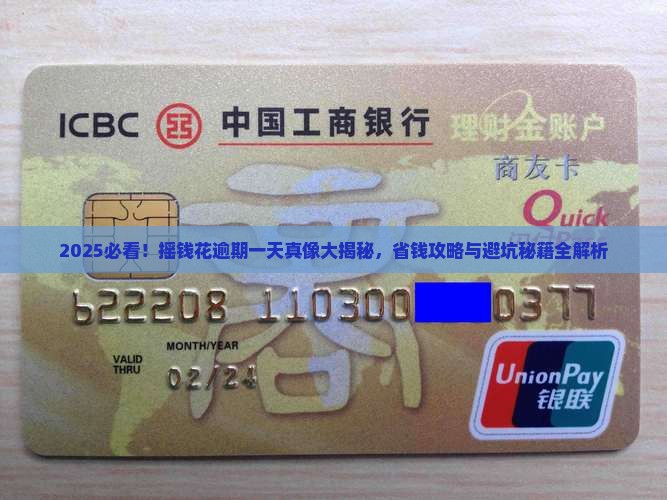 ICBC 中国工商银行 理财金账户
商友卡
Quick
2025必看！摇钱花逾期一天真像大揭秘，省钱攻略与避坑秘籍全解析
622208 110300 0377
MONTH/YEAR
VALID
THRU
02/24
UnionPay
银联
商